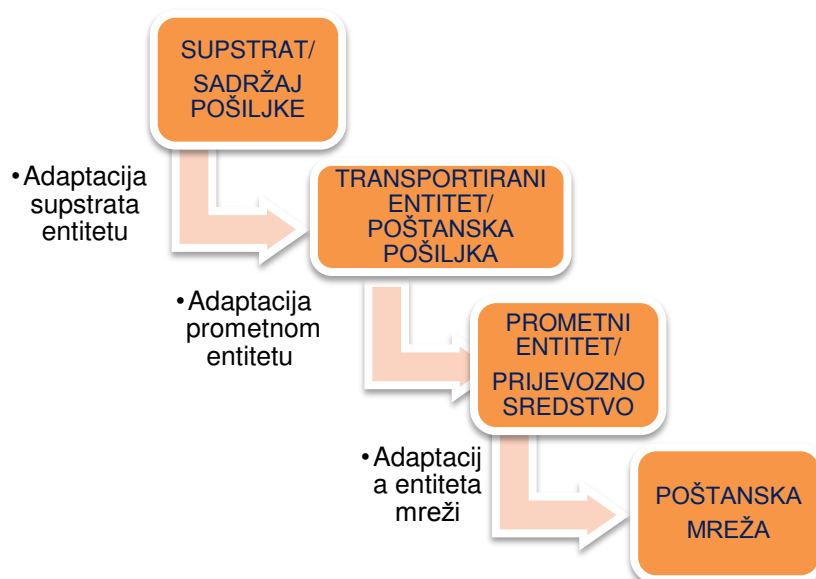 SUPSTRAT/
SADRŽAJ
POŠILJKE
•Adaptacija
supstrata
entitetu
TRANSPORTIRANI
ENTITET/
POŠTANSKA
POŠILJKA
•Adaptacija
prometnom
entitetu
PROMETNI
ENTITET/
PRIJEVOZNO
SREDSTVO
•Adaptacij
a entiteta
mreži
POŠTANSKA
MREŽA